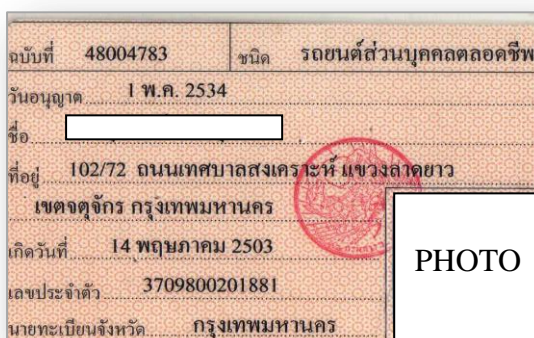 ฉบับที่ 48004783 ชนิด รถยนต์ส่วนบุคคลตลอดชีพ
วันอนุญาต 1 พ.ค. 2534
ชื่อ
ที่อยู่ 102/72 ถนนเทศบาลสงเคราะห์ แขวงลาดยาว
เขตจตุจักร กรุงเทพมหานคร
เกิดวันที่ 14 พฤษภาคม 2503
PHOTO
เลขประจำตัว 3709800201881
นายทะเบียนจังหวัด กรุงเทพมหานคร